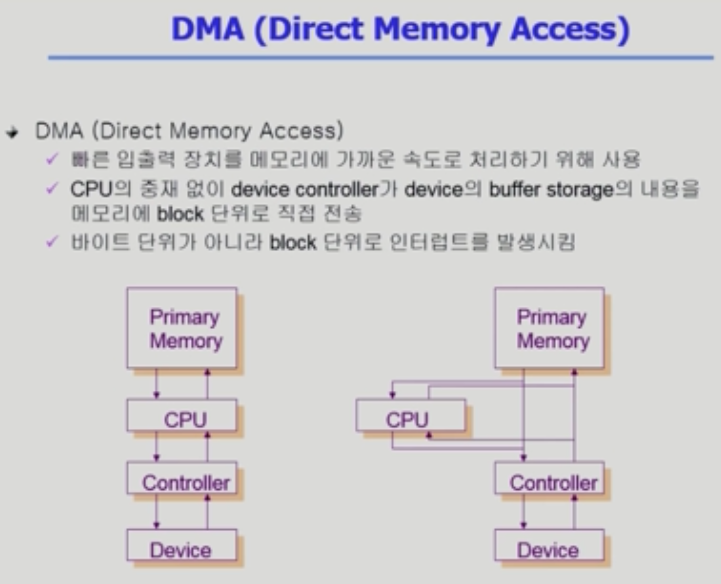 DMA (Direct Memory Access)
DMA (Direct Memory Access)
빠른 입출력 장치를 메모리에 가까운 속도로 처리하기 위해 사용
CPU의 중재 없이 device controller가 device의 buffer storage의 내용을
메모리에 block 단위로 직접 전송
바이트 단위가 아니라 block 단위로 인터럽트를 발생시킴
Primary
Memory
CPU
Controller
Device
Primary
Memory
CPU
Controller
Device